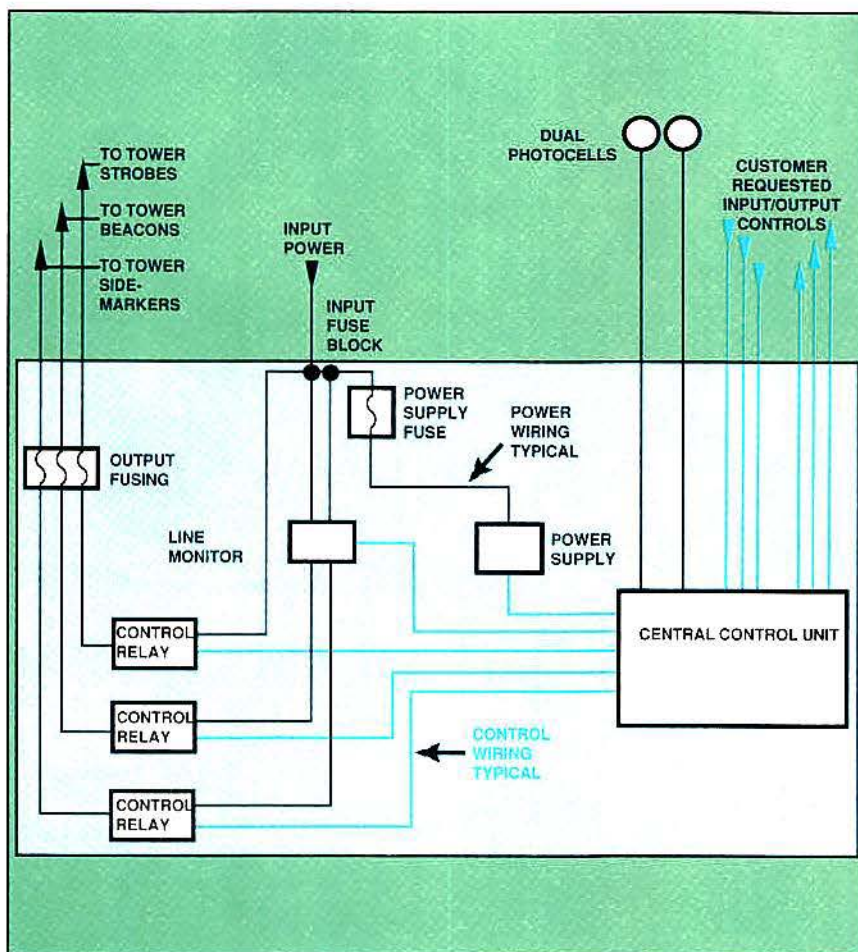 TO TOWER
STROBES
TO TOWER
BEACONS
TO TOWER
SIDE-
MARKERS
INPUT
POWER
INPUT
FUSE
BLOCK
DUAL
PHOTOCELLS
CUSTOMER
REQUESTED
INPUT/OUTPUT
CONTROLS
POWER
SUPPLY
FUSE
POWER
WIRING
TYPICAL
OUTPUT
FUSING
LINE
MONITOR
POWER
SUPPLY
CONTROL
RELAY
CENTRAL CONTROL UNIT
CONTROL
RELAY
CONTROL
WIRING
TYPICAL
CONTROL
RELAY